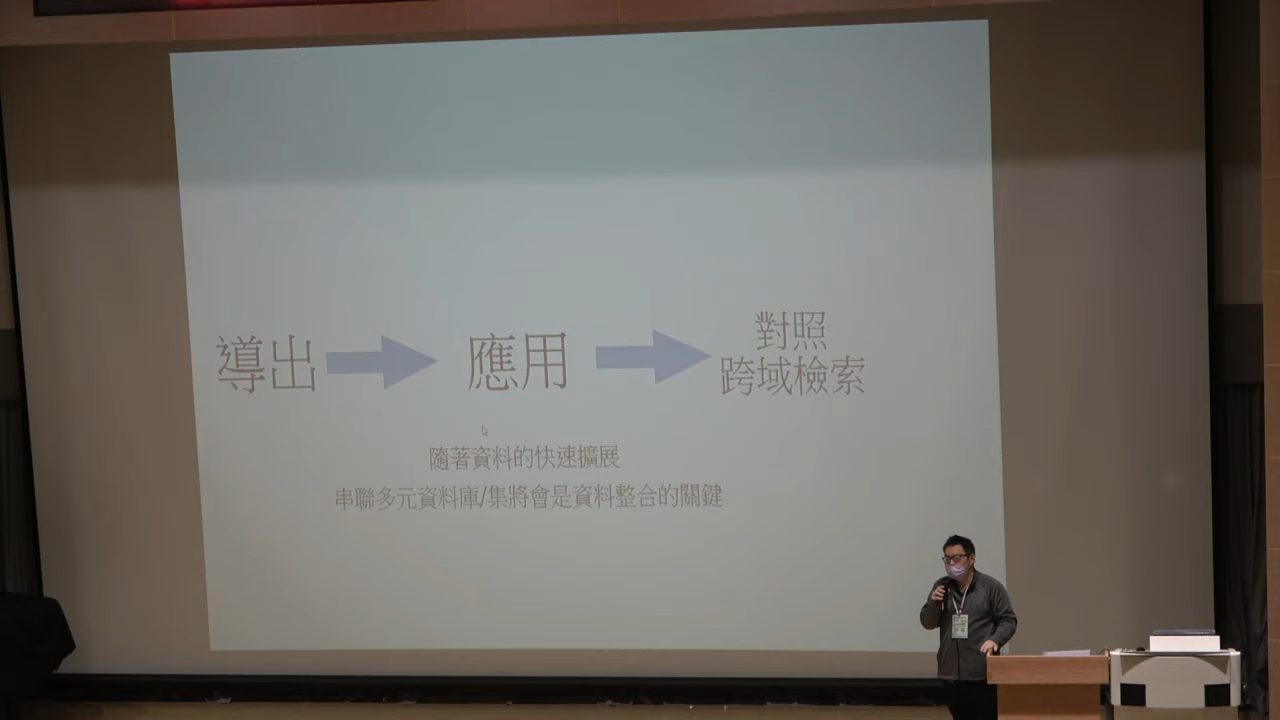 導出
應用
對照
跨域檢索
隨著資料的快速擴展
串聯多元資料庫/集將會是資料整合的關鍵